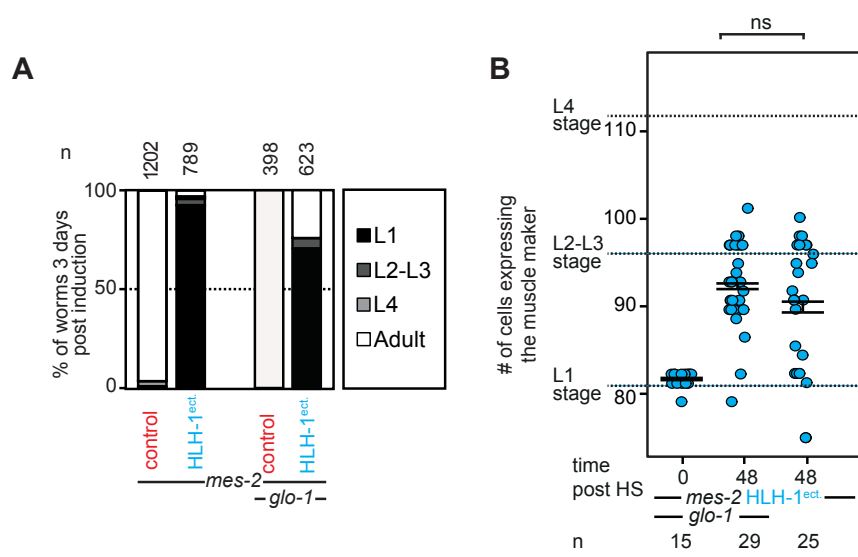 A
n
1202
789
398
623
% of worms 3 days
post induction
100
50
0
L1
L2-L3
L4
Adult
control
HLH-1ect.
control
HLH-1ect.
mes-2
glo-1
B
ns
# of cells expressing
the muscle maker
L4
stage
110
100
L2-L3
stage
90
L1
stage
80
time
post HS
0
48
48
mes-2 HLH-1ect.
glo-1
n
15
29
25